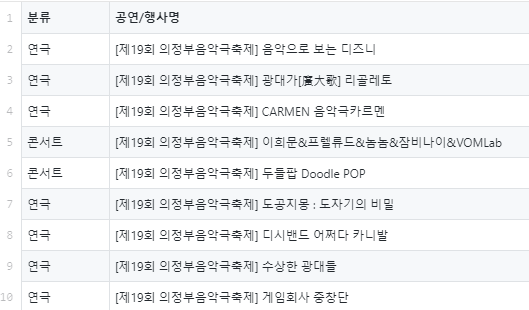 1 분류 공연/행사명
2 연극 [제19회 의정부음악극축제] 음악으로 보는 디즈니
3 연극 [제19회 의정부음악극축제] 광대가[廣大歌] 리골레토
4 연극 [제19회 의정부음악극축제] CARMEN 음악극카르멘
5 콘서트 [제19회 의정부음악극축제] 이희문&프렐류드&놈놈&잠비나이&VOMLab
6 콘서트 [제19회 의정부음악극축제] 두들팝 Doodle POP
7 연극 [제19회 의정부음악극축제] 도공지몽 : 도자기의 비밀
8 연극 [제19회 의정부음악극축제] 디시밴드 어쩌다 카니발
9 연극 [제19회 의정부음악극축제] 수상한 광대들
10 연극 [제19회 의정부음악극축제] 게임회사 중창단